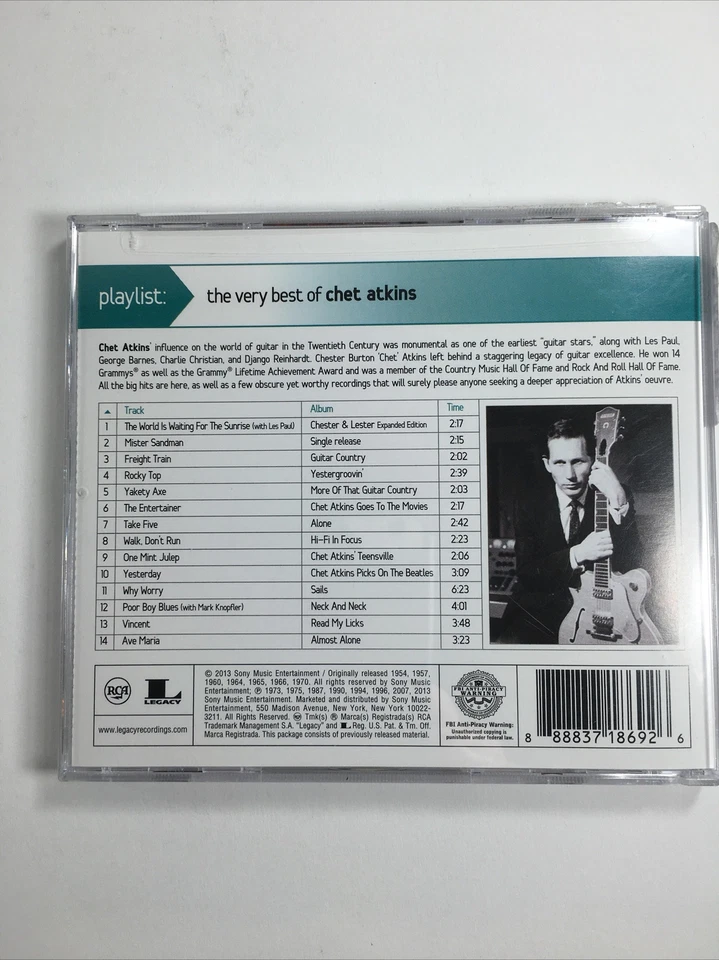 playlist: the very best of chet atkins
Chet Atkins' influence on the world of guitar in the Twentieth Century was monumental as one of the earliest "guitar stars," along with Les Paul,
George Barnes, Charlie Christian, and Django Reinhardt. Chester Burton 'Chet' Atkins left behind a staggering legacy of guitar excellence. He won 14
Grammys® as well as the Grammy® Lifetime Achievement Award and was a member of the Country Music Hall Of Fame and Rock And Roll Hall Of Fame.
All the big hits are here, as well as a few obscure yet worthy recordings that will surely please anyone seeking a deeper appreciation of Atkins' oeuvre.
Track Album Time
1 The World Is Waiting For The Sunrise (with Les Paul) Chester & Lester Expanded Edition 2:17
2 Mister Sandman Single release 2:15
3 Freight Train Guitar Country 2:02
4 Rocky Top Yestergroovin' 2:39
5 Yakety Axe More Of That Guitar Country 2:03
6 The Entertainer Chet Atkins Goes To The Movies 2:17
7 Take Five Alone 2:42
8 Walk, Don't Run Hi-Fi In Focus 2:23
9 One Mint Julep Chet Atkins' Teensville 2:06
10 Yesterday Chet Atkins Picks On The Beatles 3:09
11 Why Worry Sails 6:23
12 Poor Boy Blues (with Mark Knopfler) Neck And Neck 4:01
13 Vincent Read My Licks 3:48
14 Ave Maria Almost Alone 3:23
RCA L LEGACY
www.legacyrecordings.com
© 2013 Sony Music Entertainment / Originally released 1954, 1957,
1960, 1964, 1965, 1966, 1970. All rights reserved by Sony Music
Entertainment; ℗ 1973, 1975, 1987, 1990, 1994, 1996, 2007, 2013
Sony Music Entertainment. Marketed and distributed by Sony Music
Entertainment, 550 Madison Avenue, New York, New York 10022-
3211. All Rights Reserved. RCA Tmk(s) ® Marca(s) Registrada(s) RCA
Trademark Management S.A. "Legacy" and L Reg. U.S. Pat. & Tm. Off.
Marca Registrada. This package consists of previously released material.
FBI ANTI-PIRACY
WARNING
FBI Anti-Piracy Warning:
Unauthorized copying is
punishable under federal law.
8 88837 18692 6